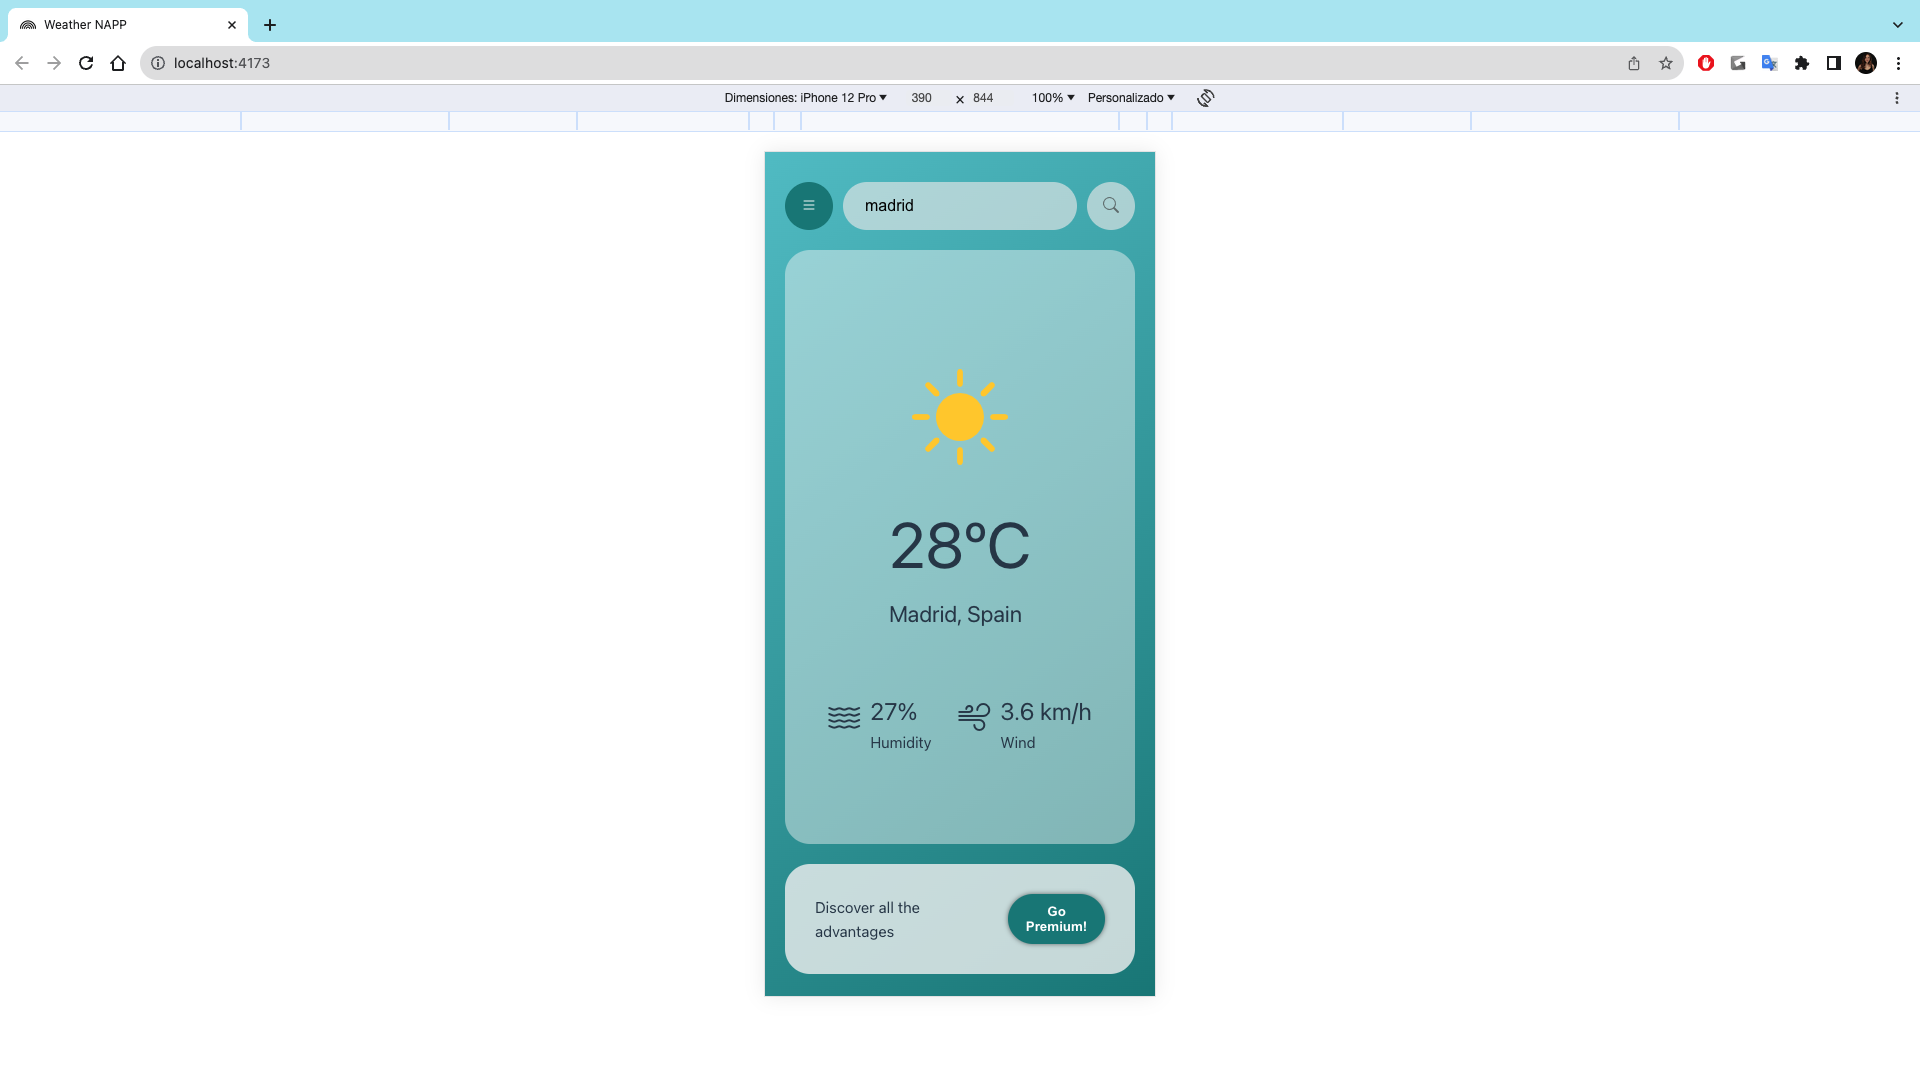 Weather NAPP
localhost:4173
Dimensiones: iPhone 12 Pro 390 × 844 100% Personalizado
madrid
28°C
Madrid, Spain
27% 3.6 km/h
Humidity Wind
Discover all the
advantages
Go
Premium!